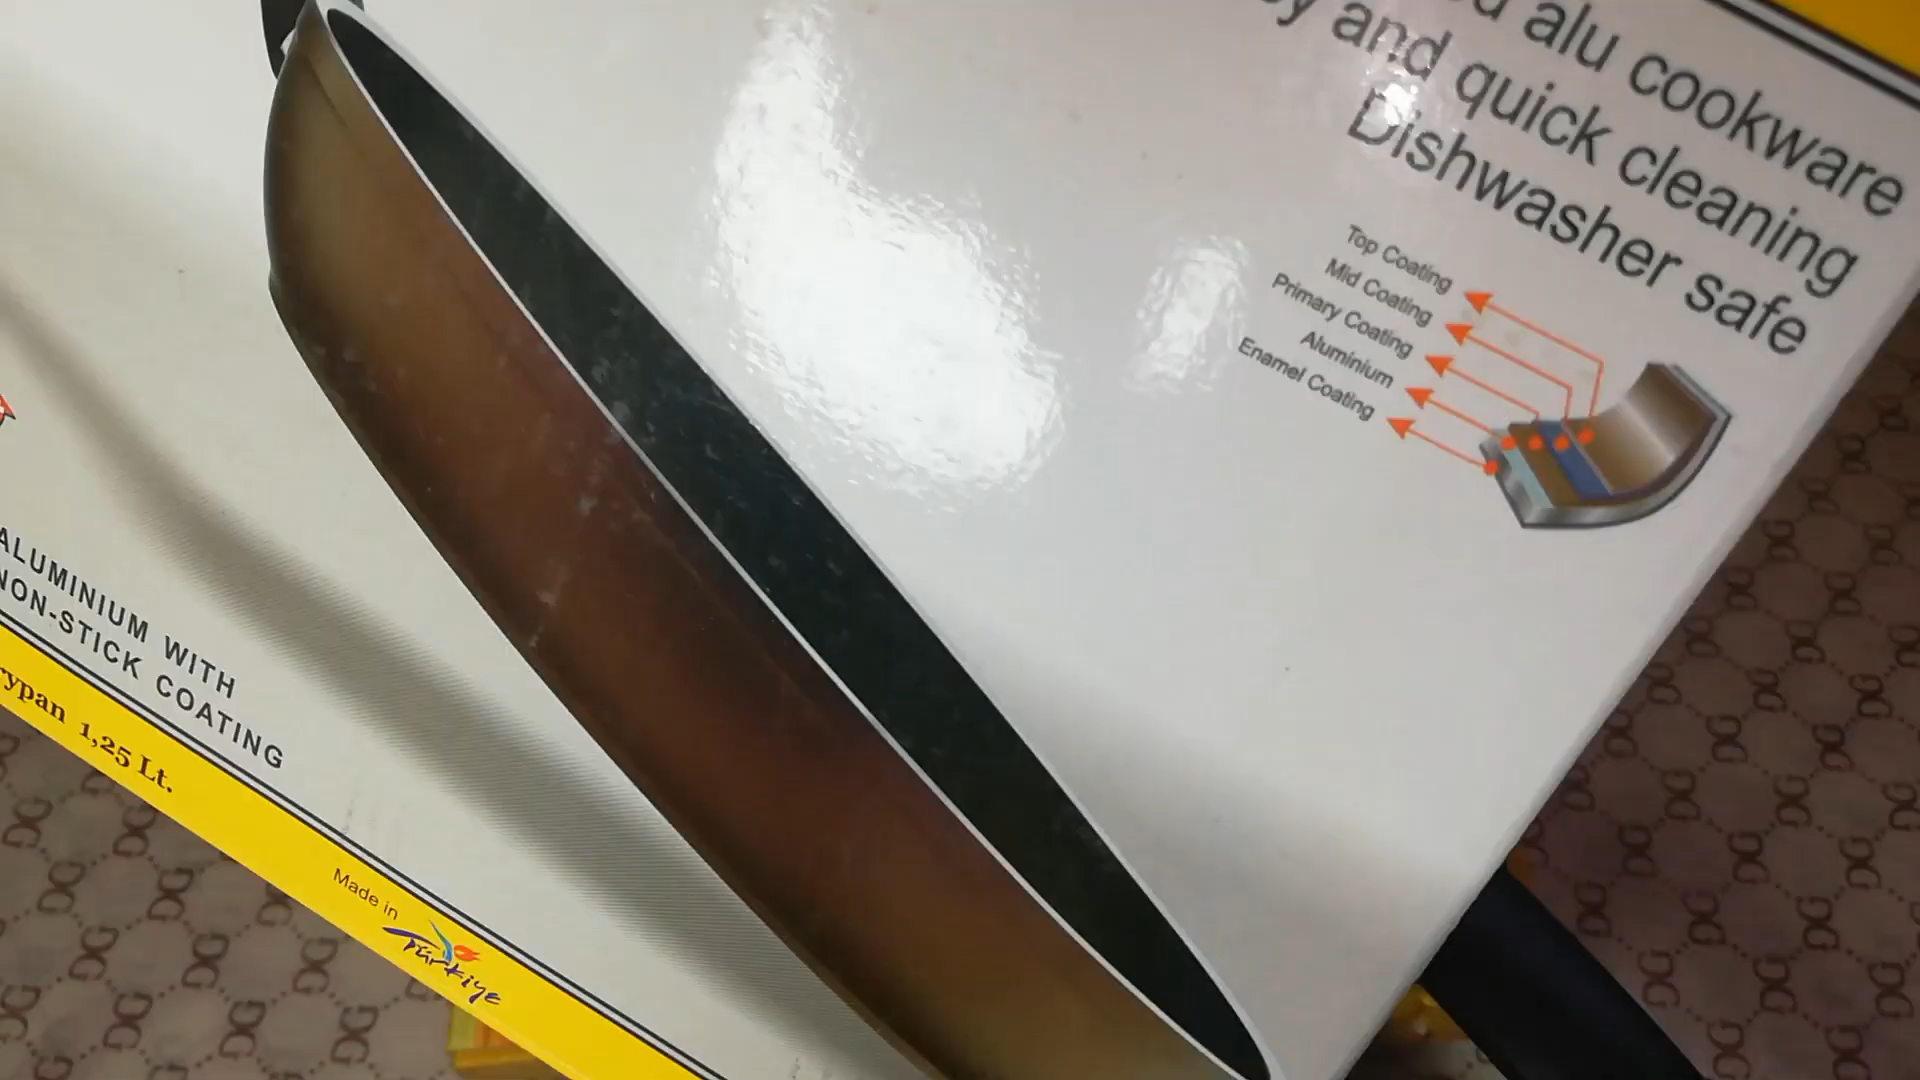 alu cookware
and quick cleaning
Dishwasher safe
Top Coating
Mid Coating
Primary Coating
Aluminium
Enamel Coating
ALUMINIUM WITH
NON-STICK COATING
rypan 1,25 Lt.
Made in
Türkiye